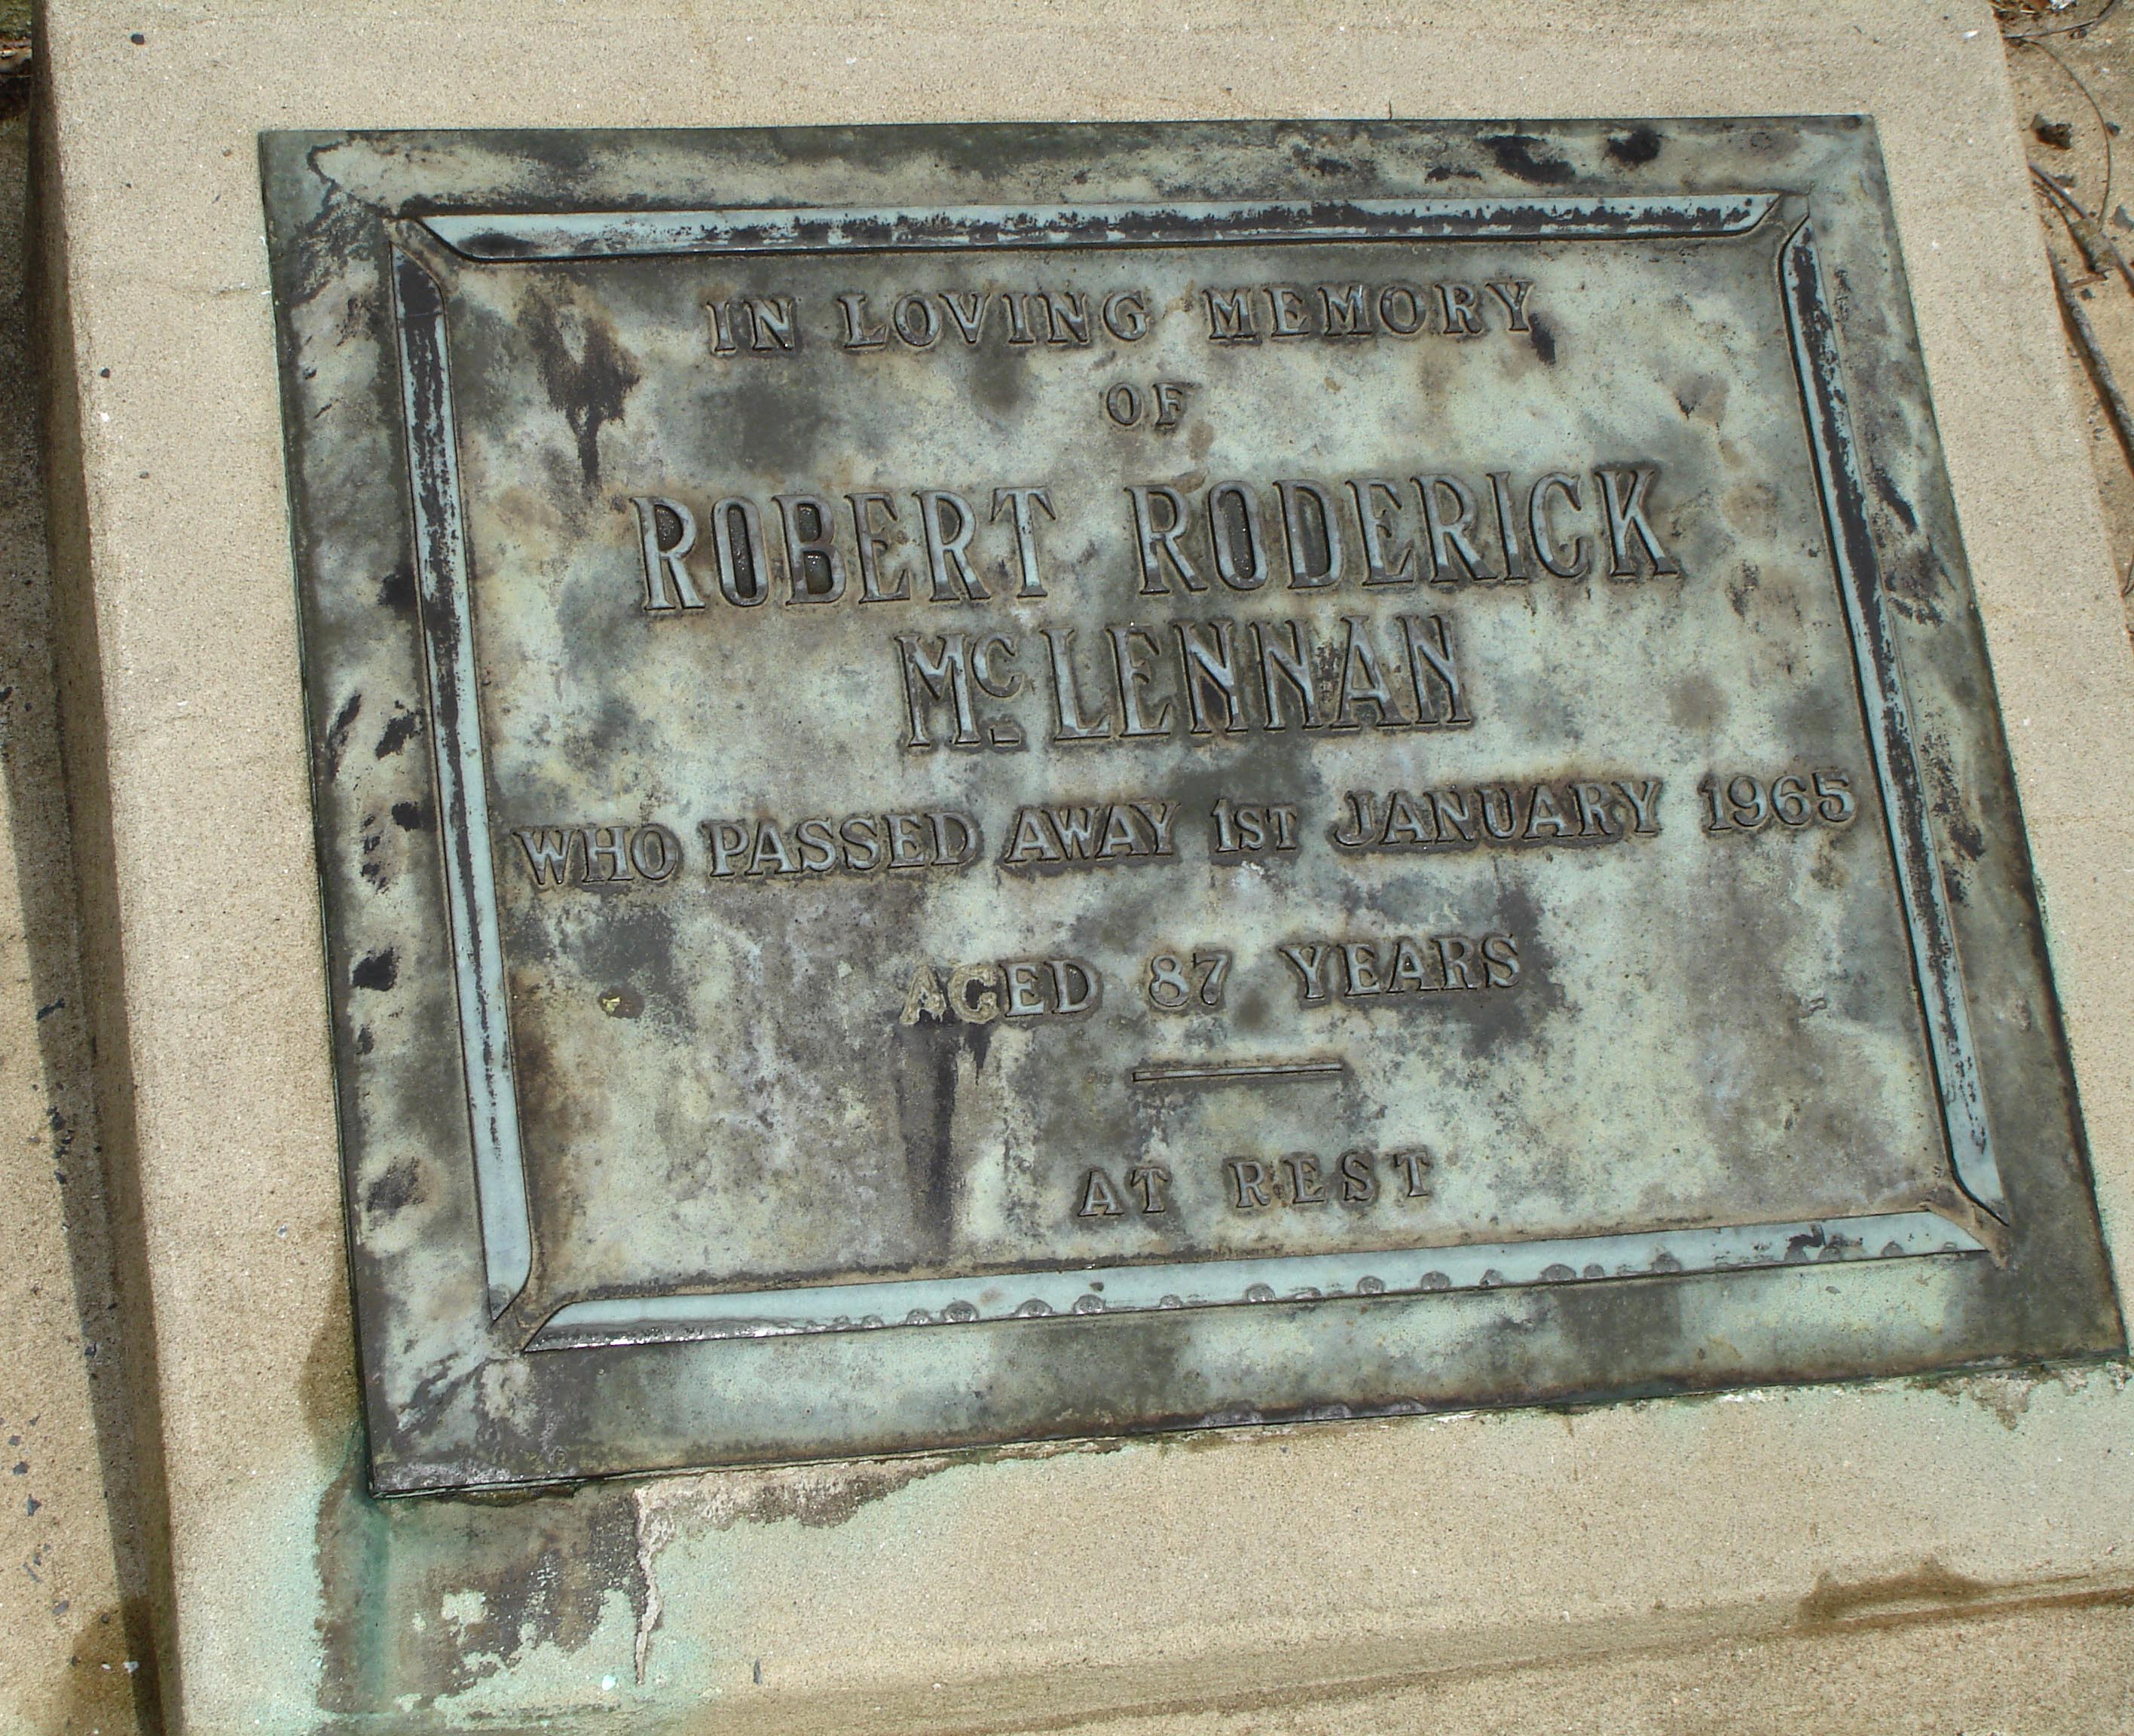 IN LOVING MEMORY
OF
ROBERT RODERICK
McLENNAN
WHO PASSED AWAY 1ST JANUARY 1965
AGED 87 YEARS
AT REST